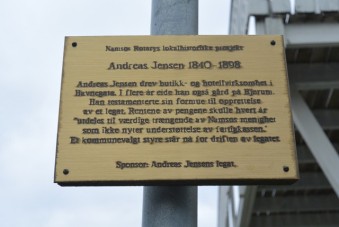 Namsos Rotarys lokalhistoriske prosjekt
Andreas Jensen 1840-1898.
Andreas Jensen drev butikk- og hotellvirksomhet i
Havnegata. I flere år eide han også gård på Bjørum.
Han testamenterte sin formue til opprettelse
av et legat. Rentene av pengene skulle hvert år
"utdeles til værdige trængende av Namsos menighet
som ikke nyter understøttelse av fattigkassen."
Et kommunevalgt styre står nå for driften av legatet.
Sponsor: Andreas Jensens legat.